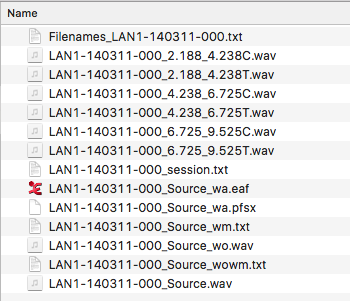 Name
Filenames_LAN1-140311-000.txt
LAN1-140311-000_2.188_4.238C.wav
LAN1-140311-000_2.188_4.238T.wav
LAN1-140311-000_4.238_6.725C.wav
LAN1-140311-000_4.238_6.725T.wav
LAN1-140311-000_6.725_9.525C.wav
LAN1-140311-000_6.725_9.525T.wav
LAN1-140311-000_session.txt
LAN1-140311-000_Source_wa.eaf
LAN1-140311-000_Source_wa.pfsx
LAN1-140311-000_Source_wm.txt
LAN1-140311-000_Source_wo.wav
LAN1-140311-000_Source_wowm.txt
LAN1-140311-000_Source.wav